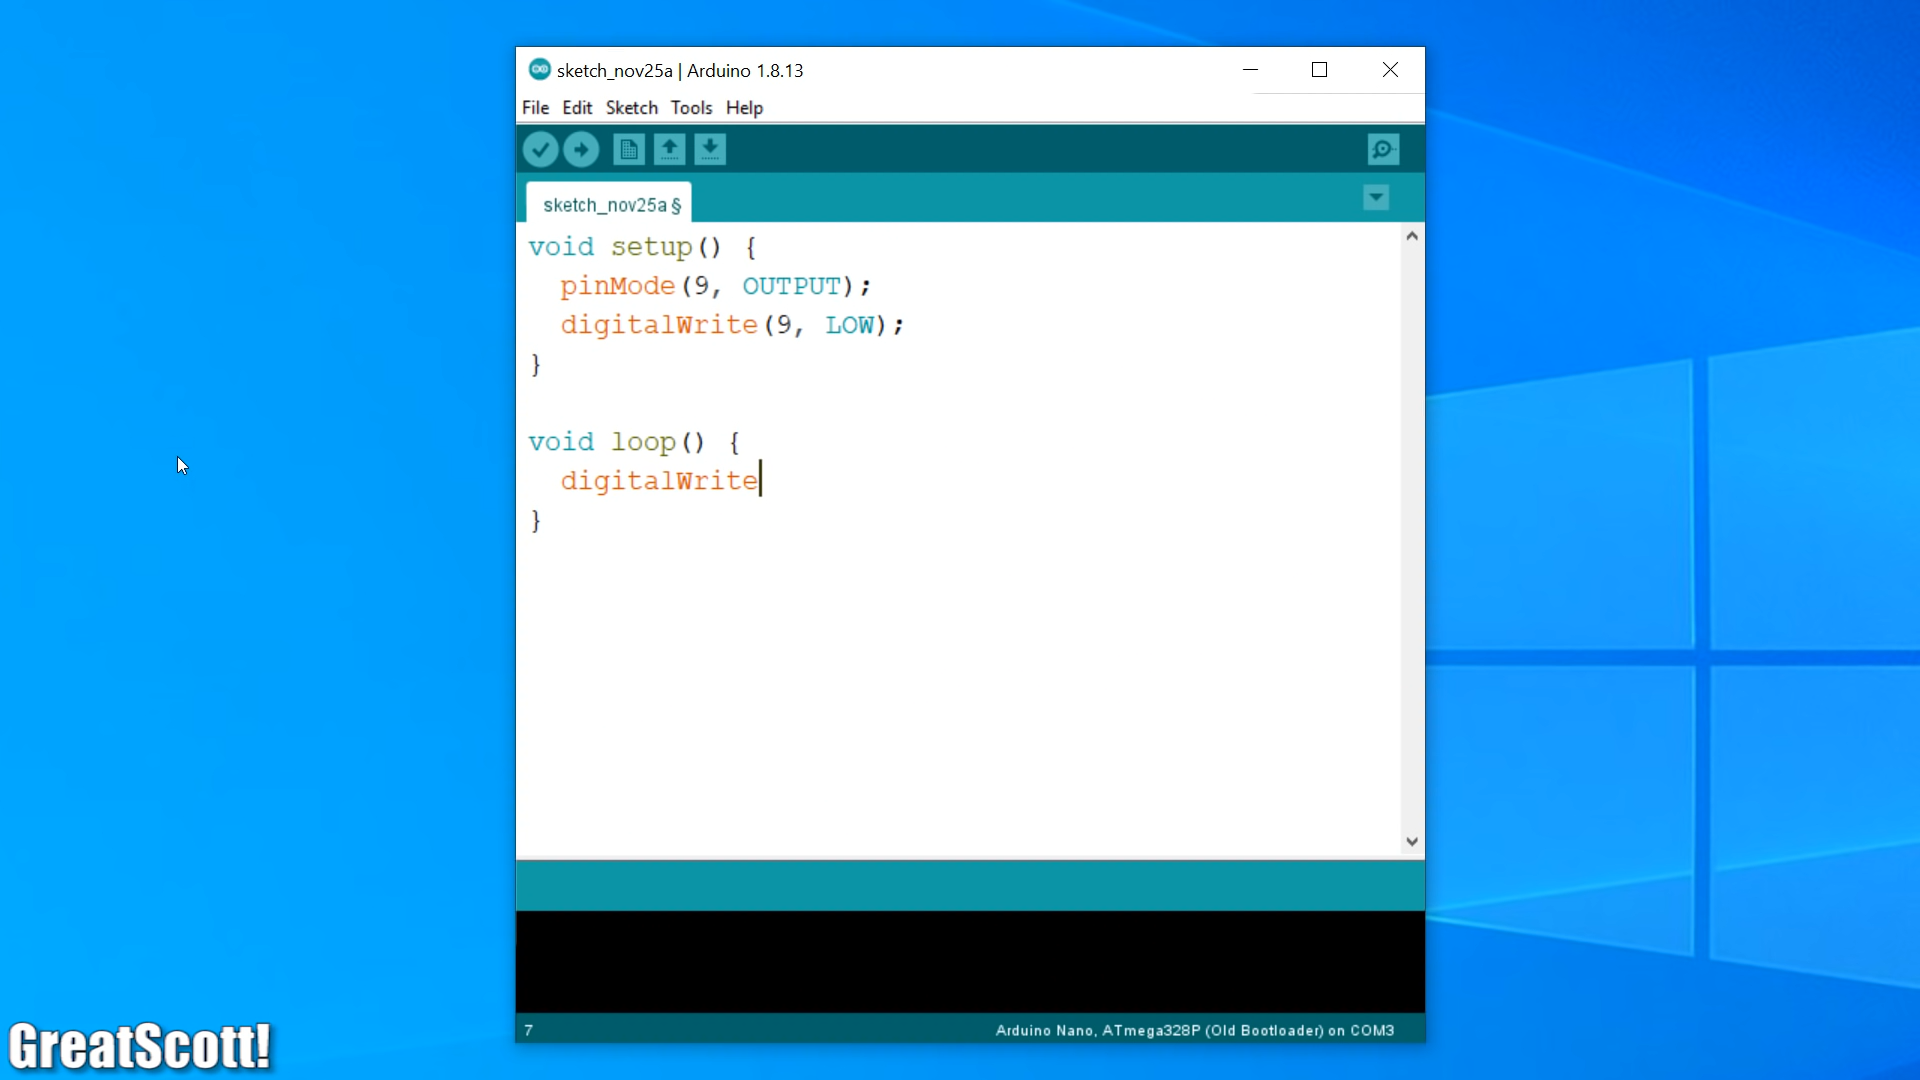 sketch_nov25a | Arduino 1.8.13
File Edit Sketch Tools Help
sketch_nov25a §
void setup() {
  pinMode(9, OUTPUT);
  digitalWrite(9, LOW);
}
void loop() {
  digitalWrite
}
7
Arduino Nano, ATmega328P (Old Bootloader) on COM3
GreatScott!